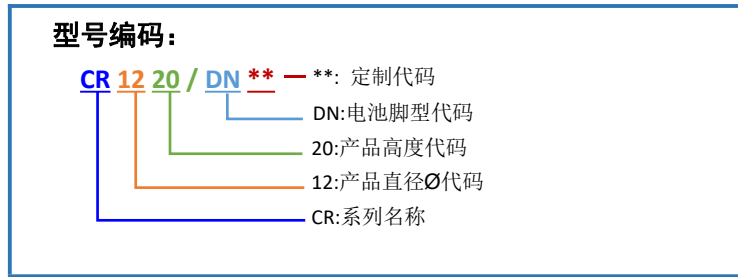 型号编码：
CR 12 20 / DN ** — **: 定制代码
DN:电池脚型代码
20:产品高度代码
12:产品直径Ø代码
CR:系列名称